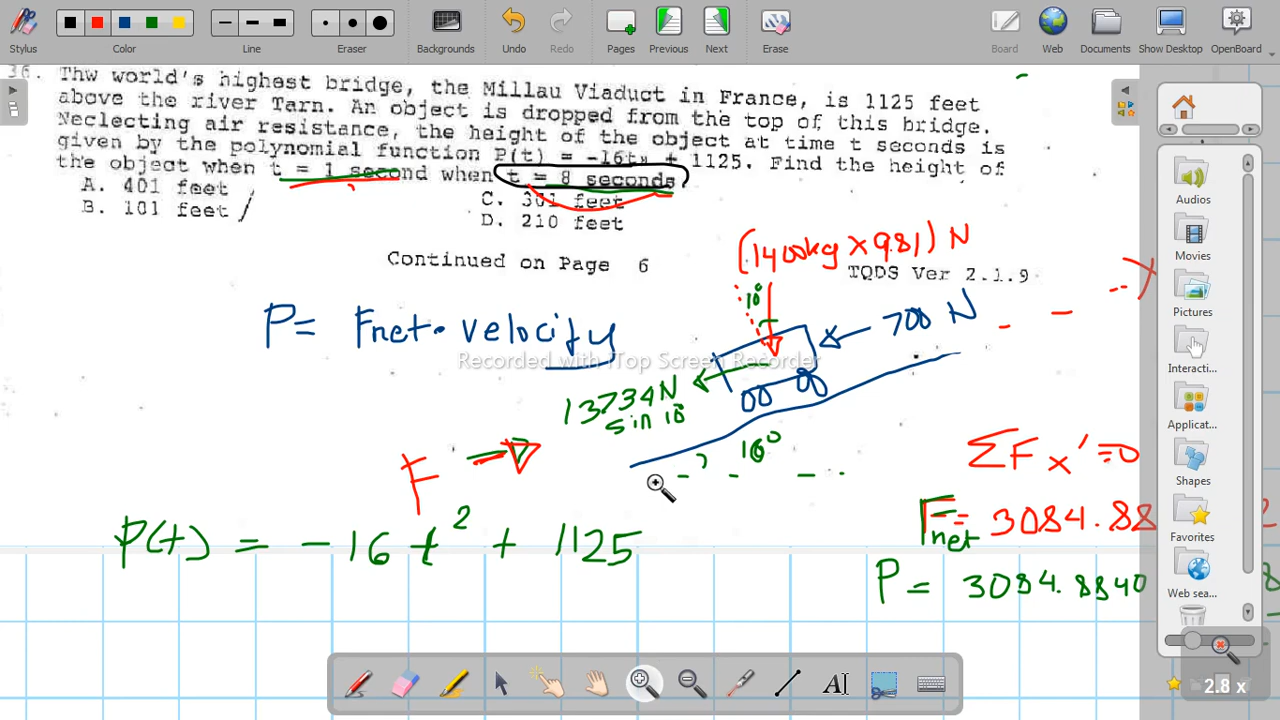 Stylus Color Line Eraser Backgrounds Undo Redo Pages Previous Next Erase Board Web Documents Show Desktop OpenBoard
36. Thw world's highest bridge, the Millau Viaduct in France, is 1125 feet
above the river Tarn. An object is dropped from the top of this bridge.
Neclecting air resistance, the height of the object at time t seconds is
given by the polynomial function P(t) = -16t + 1125. Find the height of
the object when t = 1 second when t = 8 seconds
A. 401 feet
C. 301 feet
B. 101 feet
D. 210 feet
Continued on Page 6
TQDS Ver 2.1.9
(1400kg x 9.81) N
10°
P = Fnet · velocity
700 N
Recorded with iTop Screen Recorder
13734 N
sin 10°
10°
F
ΣFx' = 0
P(t) = -16 t² + 1125
Fnet = 3084.88
P = 3084.8840
Audios
Movies
Pictures
Interacti...
Applicat...
Shapes
Favorites
Web sea...
2.8 x